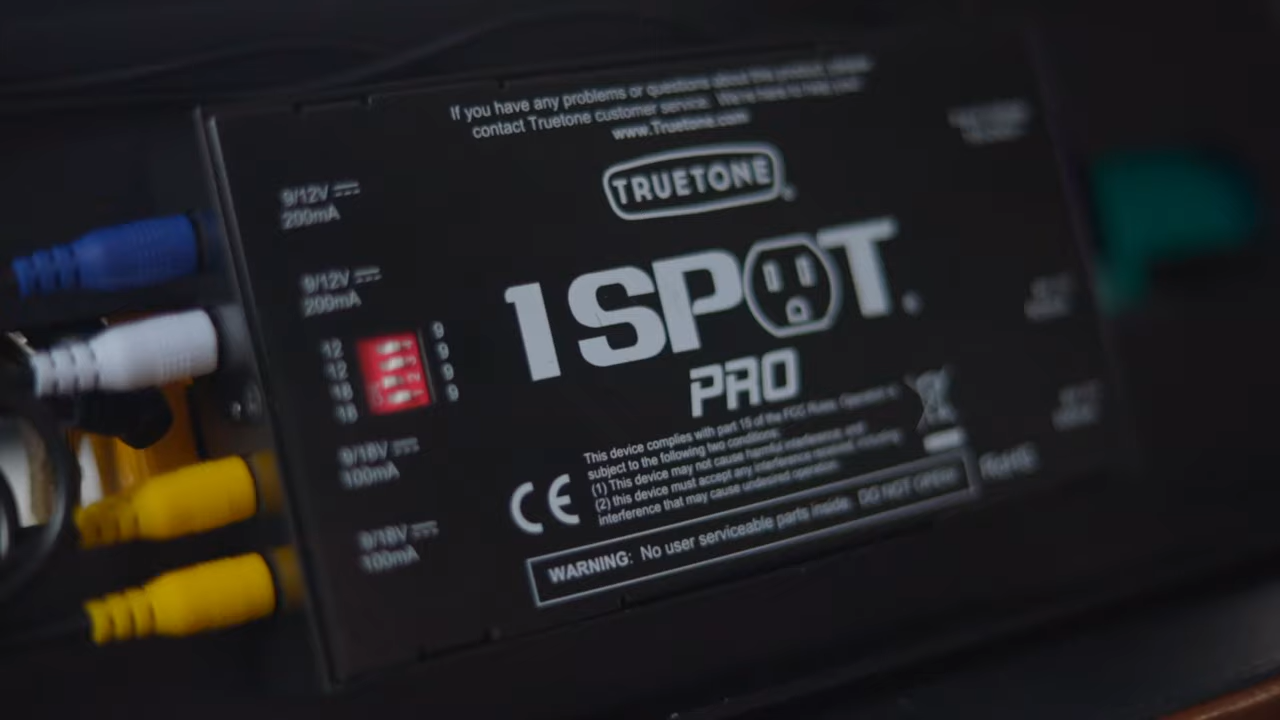 If you have any problems or questions about this product, please
contact Truetone customer service. We're here to help you!
www.Truetone.com
TRUETONE
1 SPOT
PRO
9/12V
200mA
9/12V
200mA
12 9
12 9
18 9
18 9
9/18V
100mA
9/18V
100mA
CE
This device complies with part 15 of the FCC Rules. Operation is
subject to the following two conditions:
(1) This device may not cause harmful interference, and
(2) this device must accept any interference received, including
interference that may cause undesired operation.
WARNING: No user serviceable parts inside. DO NOT OPEN!
RoHS